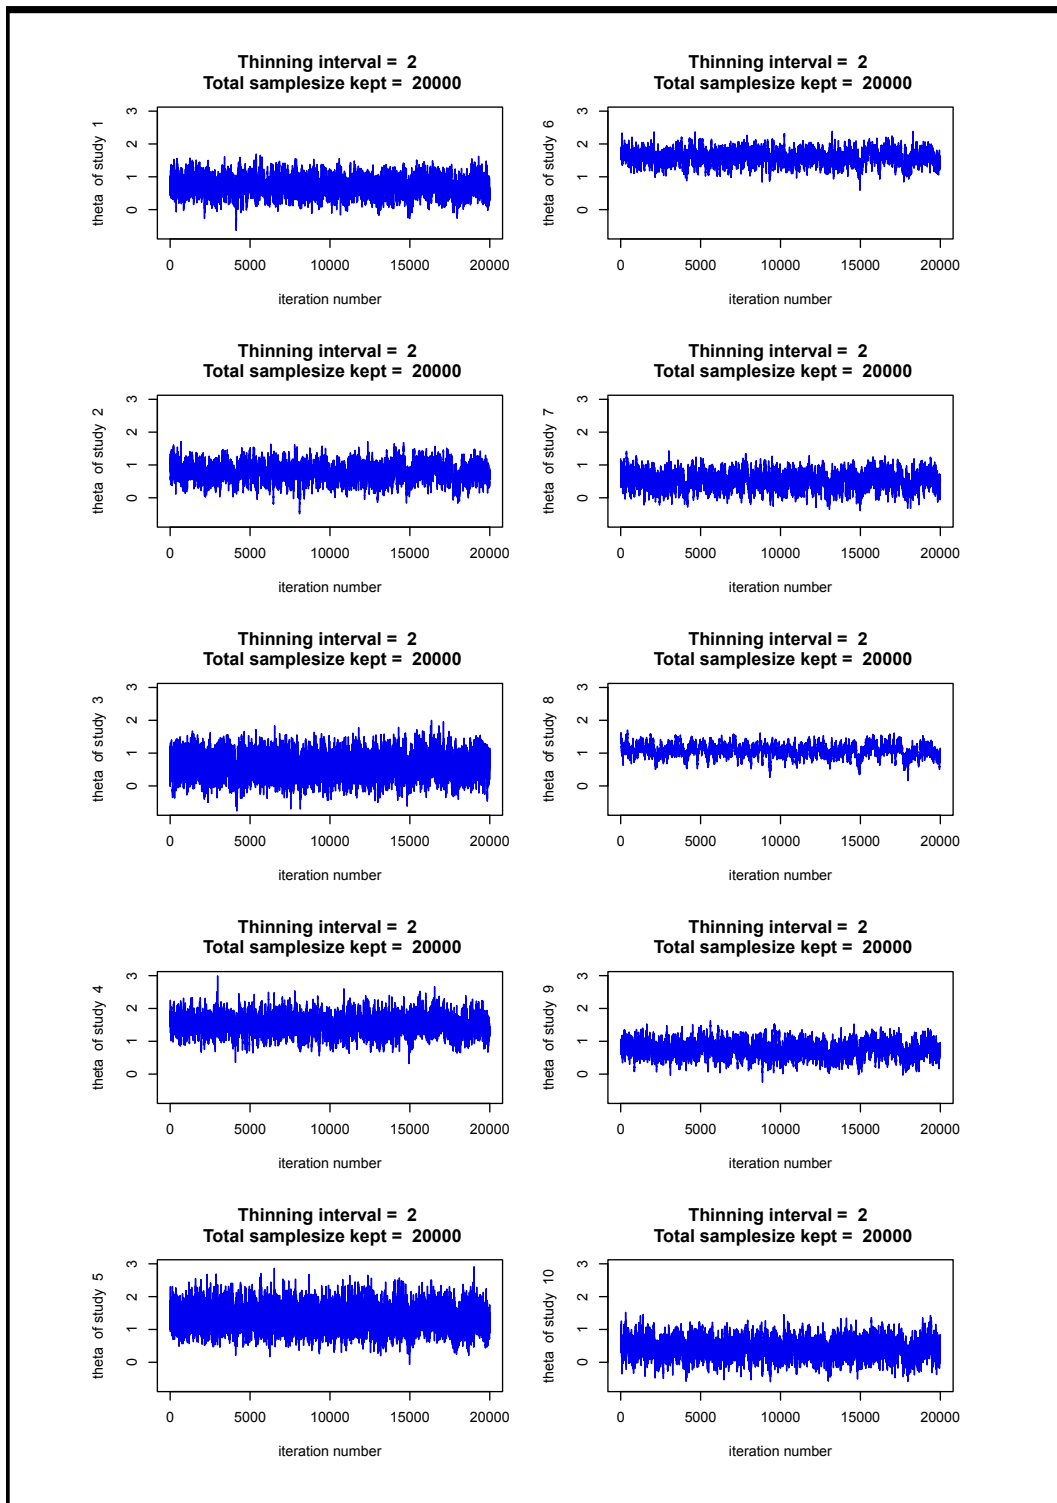 Thinning interval = 2
Total samplesize kept = 20000
theta of study 1
3
2
1
0
0 5000 10000 15000 20000
iteration number
Thinning interval = 2
Total samplesize kept = 20000
theta of study 6
3
2
1
0
0 5000 10000 15000 20000
iteration number
Thinning interval = 2
Total samplesize kept = 20000
theta of study 2
3
2
1
0
0 5000 10000 15000 20000
iteration number
Thinning interval = 2
Total samplesize kept = 20000
theta of study 7
3
2
1
0
0 5000 10000 15000 20000
iteration number
Thinning interval = 2
Total samplesize kept = 20000
theta of study 3
3
2
1
0
0 5000 10000 15000 20000
iteration number
Thinning interval = 2
Total samplesize kept = 20000
theta of study 8
3
2
1
0
0 5000 10000 15000 20000
iteration number
Thinning interval = 2
Total samplesize kept = 20000
theta of study 4
3
2
1
0
0 5000 10000 15000 20000
iteration number
Thinning interval = 2
Total samplesize kept = 20000
theta of study 9
3
2
1
0
0 5000 10000 15000 20000
iteration number
Thinning interval = 2
Total samplesize kept = 20000
theta of study 5
3
2
1
0
0 5000 10000 15000 20000
iteration number
Thinning interval = 2
Total samplesize kept = 20000
theta of study 10
3
2
1
0
0 5000 10000 15000 20000
iteration number